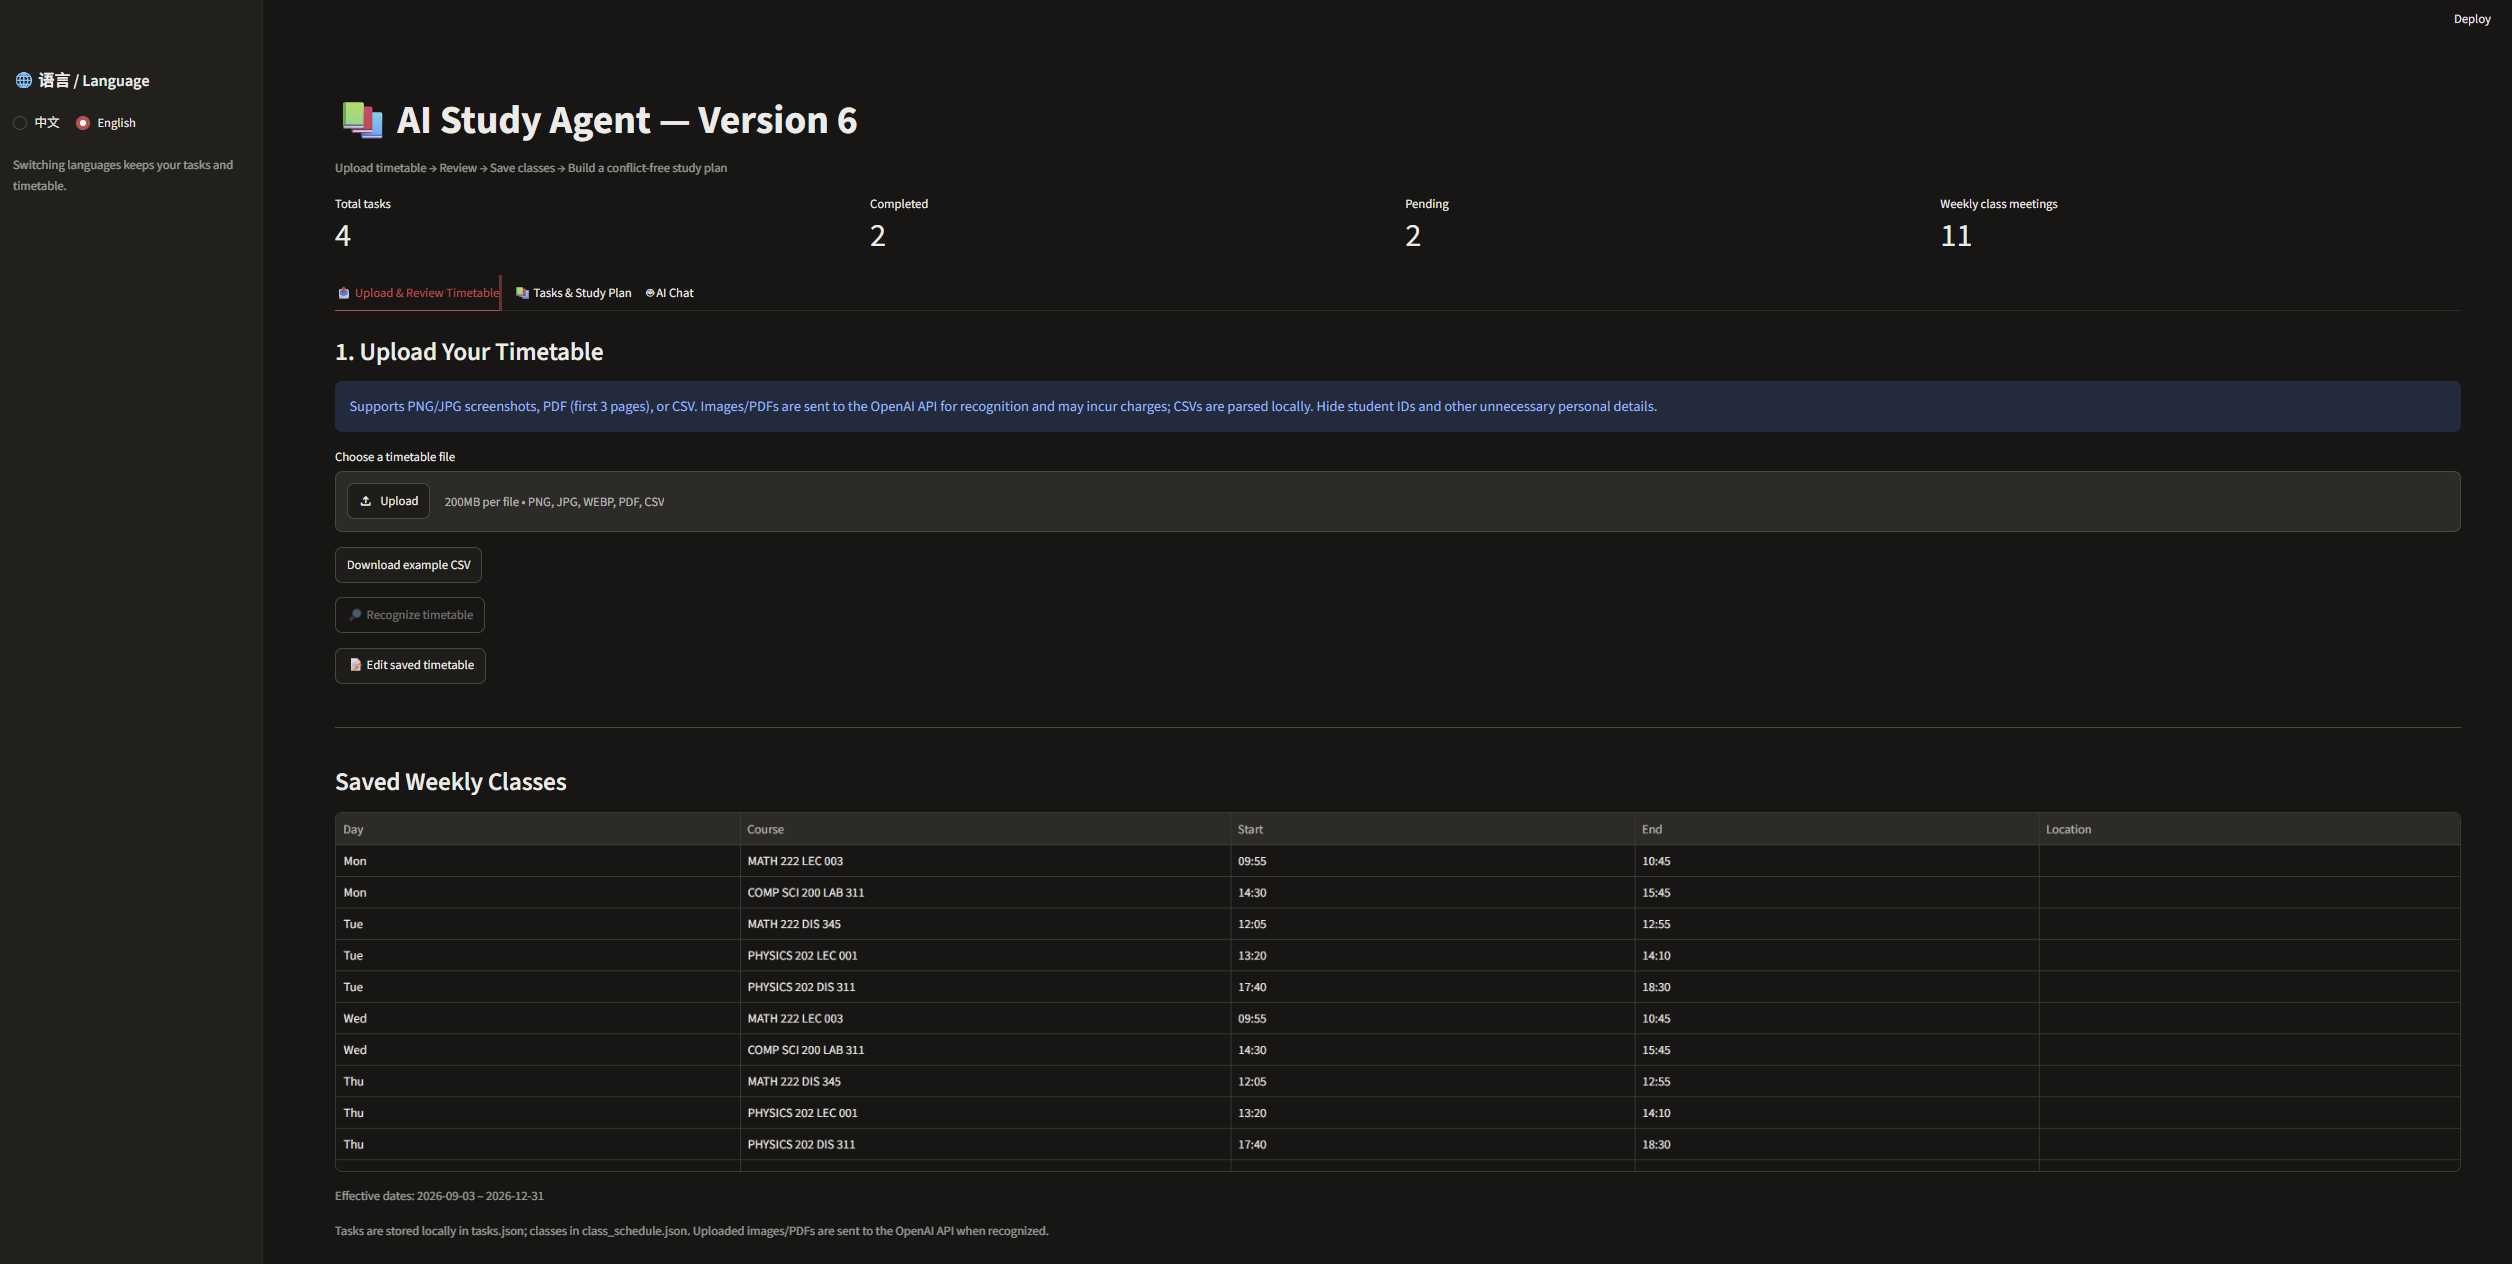 Deploy
语言 / Language
中文 English
Switching languages keeps your tasks and
timetable.
AI Study Agent — Version 6
Upload timetable → Review → Save classes → Build a conflict-free study plan
Total tasks Completed Pending Weekly class meetings
4 2 2 11
Upload & Review Timetable Tasks & Study Plan AI Chat
1. Upload Your Timetable
Supports PNG/JPG screenshots, PDF (first 3 pages), or CSV. Images/PDFs are sent to the OpenAI API for recognition and may incur charges; CSVs are parsed locally. Hide student IDs and other unnecessary personal details.
Choose a timetable file
Upload 200MB per file • PNG, JPG, WEBP, PDF, CSV
Download example CSV
Recognize timetable
Edit saved timetable
Saved Weekly Classes
Day Course Start End Location
Mon MATH 222 LEC 003 09:55 10:45
Mon COMP SCI 200 LAB 311 14:30 15:45
Tue MATH 222 DIS 345 12:05 12:55
Tue PHYSICS 202 LEC 001 13:20 14:10
Tue PHYSICS 202 DIS 311 17:40 18:30
Wed MATH 222 LEC 003 09:55 10:45
Wed COMP SCI 200 LAB 311 14:30 15:45
Thu MATH 222 DIS 345 12:05 12:55
Thu PHYSICS 202 LEC 001 13:20 14:10
Thu PHYSICS 202 DIS 311 17:40 18:30
Effective dates: 2026-09-03 – 2026-12-31
Tasks are stored locally in tasks.json; classes in class_schedule.json. Uploaded images/PDFs are sent to the OpenAI API when recognized.